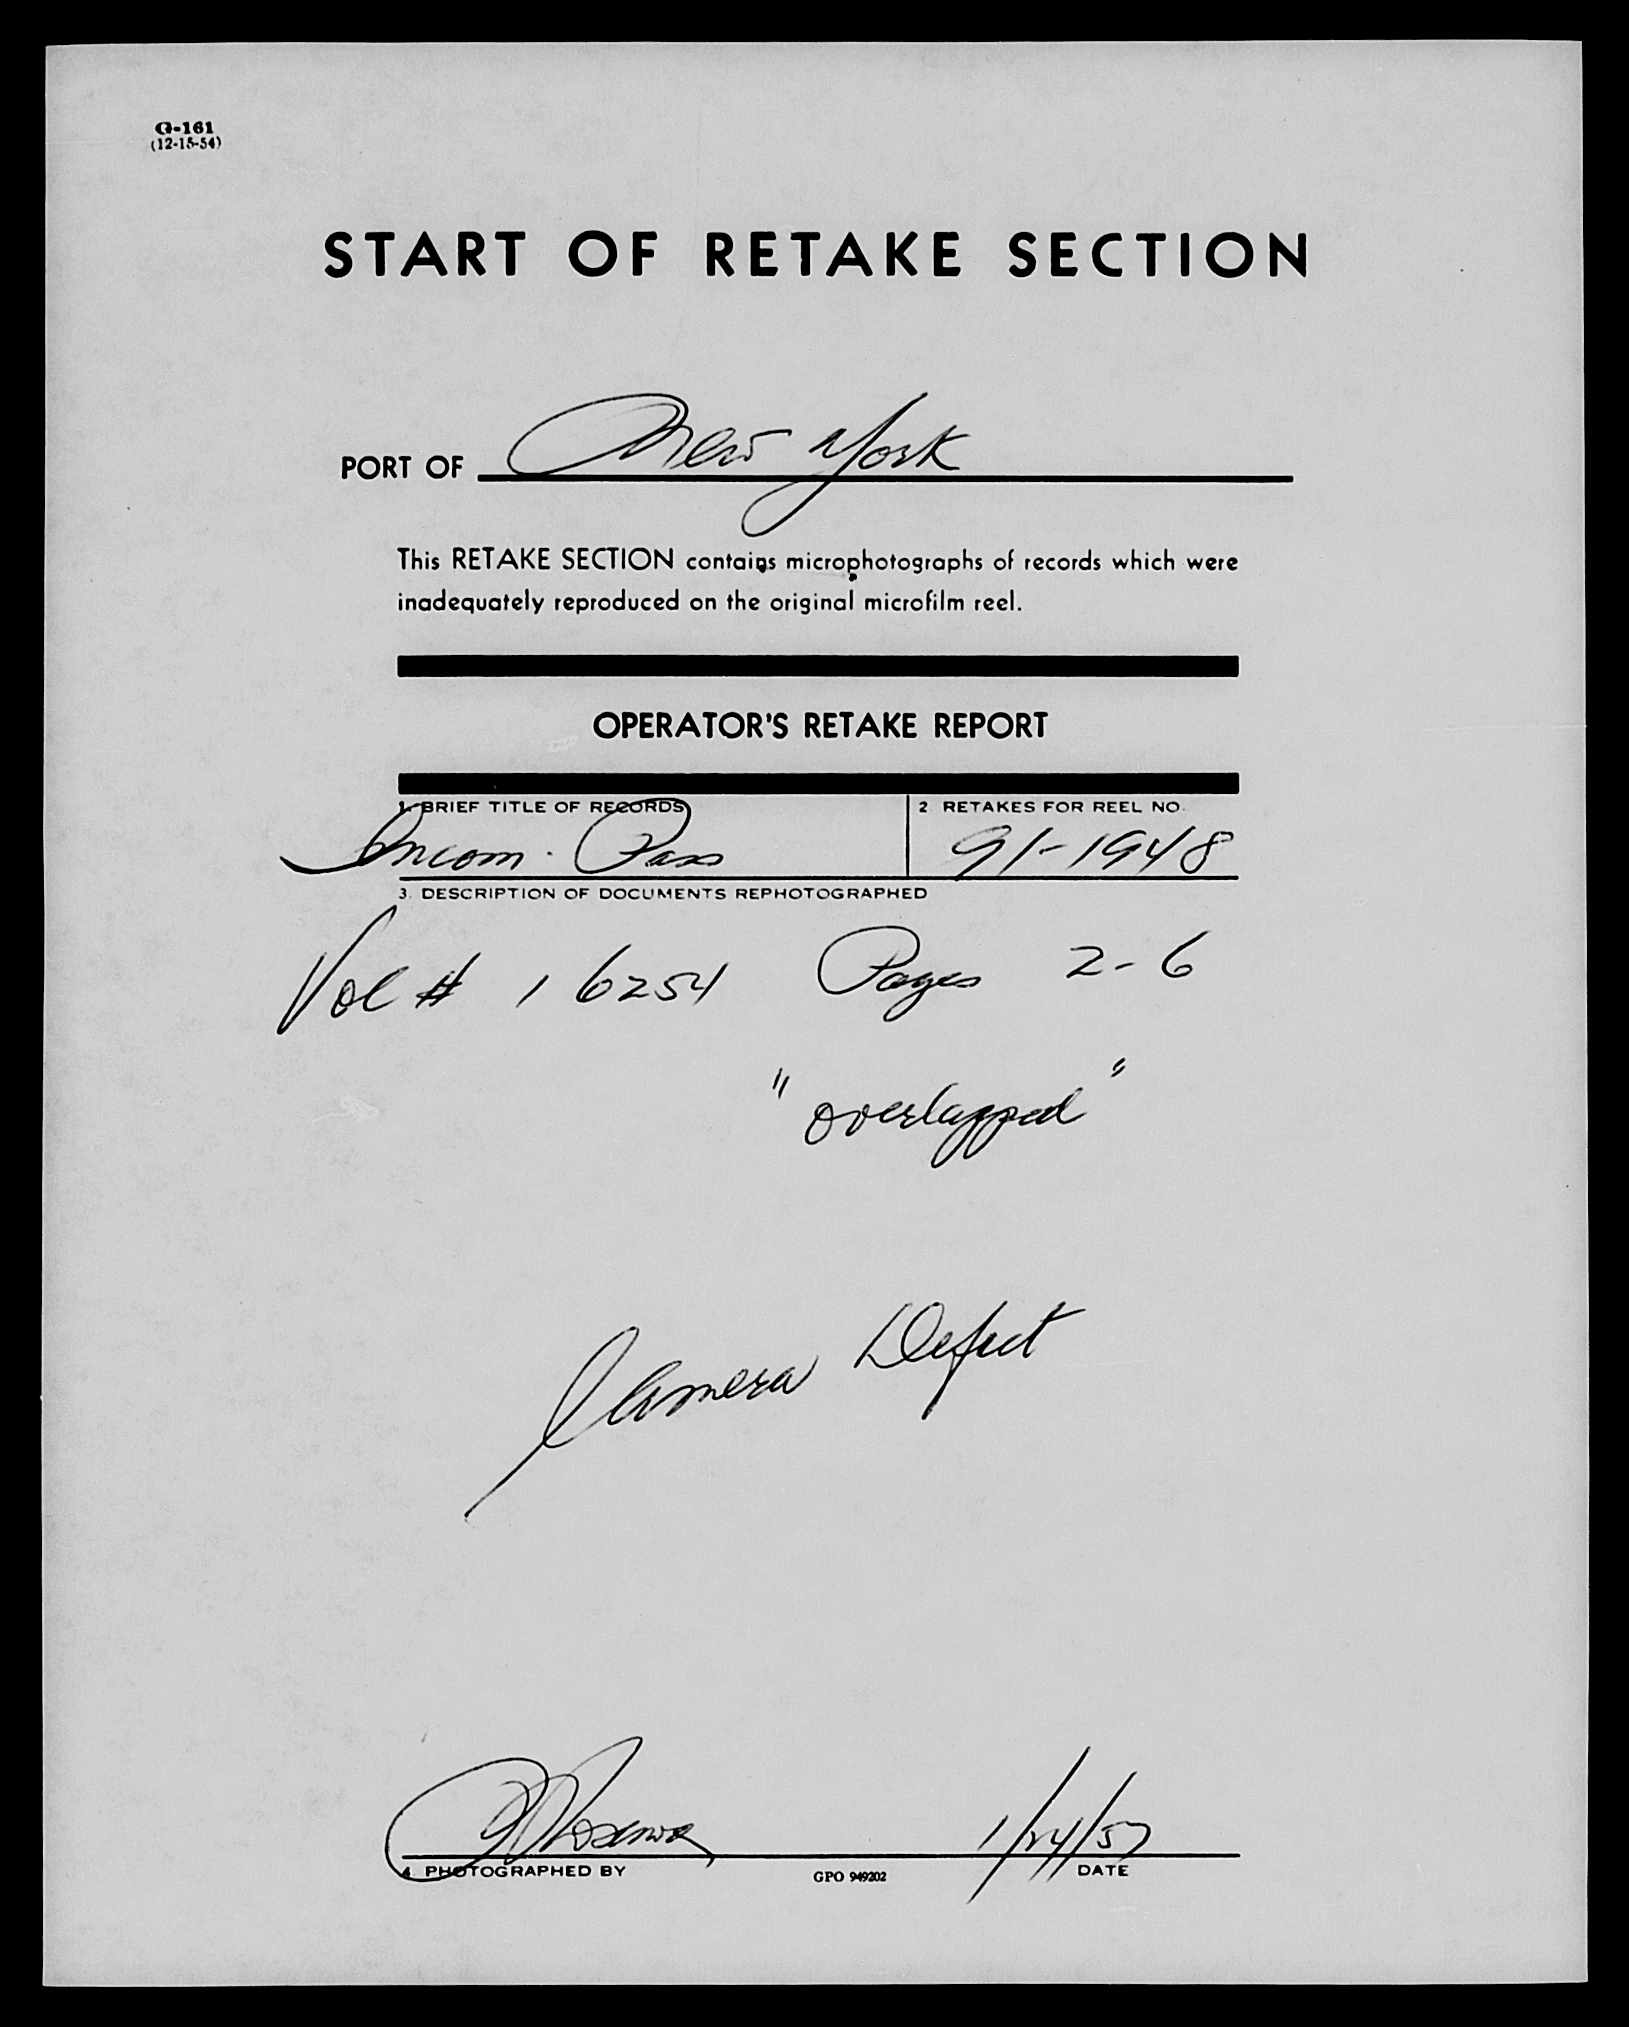 G-161
(12-15-54)
START OF RETAKE SECTION
PORT OF New York
This RETAKE SECTION contains microphotographs of records which were
inadequately reproduced on the original microfilm reel.
OPERATOR'S RETAKE REPORT
1. BRIEF TITLE OF RECORDS
Incom. Pass
2. RETAKES FOR REEL NO.
91-1948
3. DESCRIPTION OF DOCUMENTS REPHOTOGRAPHED
Vol # 16254 Pages 2-6
"overlapped"
Camera Defect
1/24/57
4. PHOTOGRAPHED BY
GPO 949202
DATE